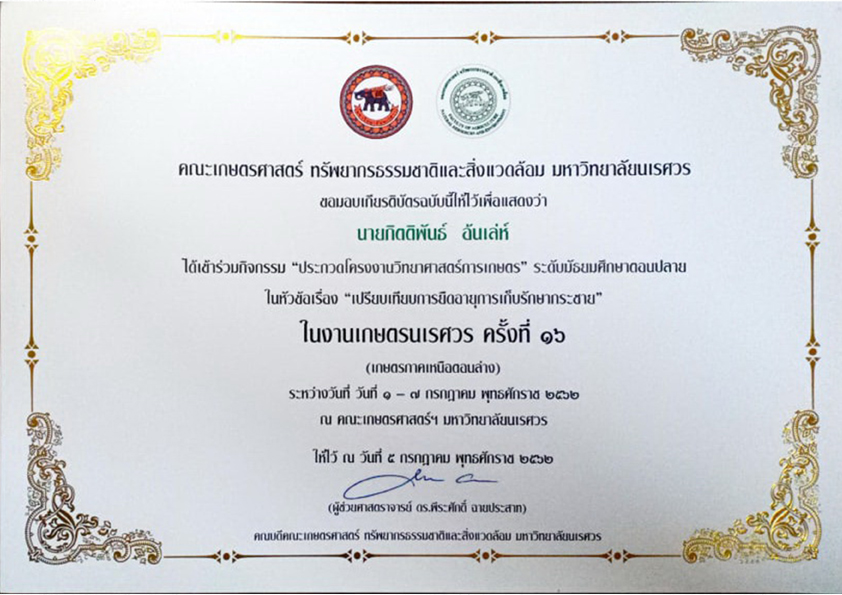 คณะเกษตรศาสตร์ ทรัพยากรธรรมชาติและสิ่งแวดล้อม มหาวิทยาลัยนเรศวร
ขอมอบเกียรติบัตรฉบับนี้ให้ไว้เพื่อแสดงว่า
นายกิตติพันธ์ อ้นเล่ห์
ได้เข้าร่วมกิจกรรม “ประกวดโครงงานวิทยาศาสตร์การเกษตร” ระดับมัธยมศึกษาตอนปลาย
ในหัวข้อเรื่อง “เปรียบเทียบการยืดอายุการเก็บรักษากระชาย”
ในงานเกษตรนเรศวร ครั้งที่ ๑๖
(เกษตรภาคเหนือตอนล่าง)
ระหว่างวันที่ วันที่ ๑ – ๗ กรกฎาคม พุทธศักราช ๒๕๖๒
ณ คณะเกษตรศาสตร์ฯ มหาวิทยาลัยนเรศวร
ให้ไว้ ณ วันที่ ๕ กรกฎาคม พุทธศักราช ๒๕๖๒
(ผู้ช่วยศาสตราจารย์ ดร.พีระศักดิ์ ฉายประสาท)
คณบดีคณะเกษตรศาสตร์ ทรัพยากรธรรมชาติและสิ่งแวดล้อม มหาวิทยาลัยนเรศวร